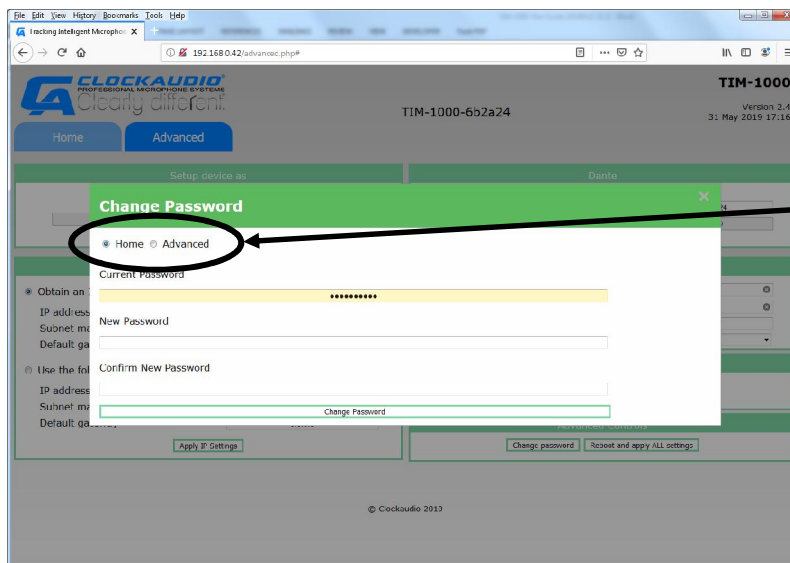 File Edit View History Bookmarks Tools Help
Tracking Intelligent Microphon X
192.168.0.42/advanced.php#
CLOCKAUDIO
PROFESSIONAL MICROPHONE SYSTEMS
Clearly different.
TIM-1000
TIM-1000-6b2a24
Version 2.4
31 May 2019 17:16
Home Advanced
Setup device as
Dante
Change Password
Home Advanced
Current Password
••••••••••
New Password
Confirm New Password
Change Password
Obtain an
IP address
Subnet ma
Default ga
Use the fol
IP address
Subnet ma
Default ga
Apply IP Settings
Advanced Controls
Change password Reboot and apply ALL settings
© Clockaudio 2019